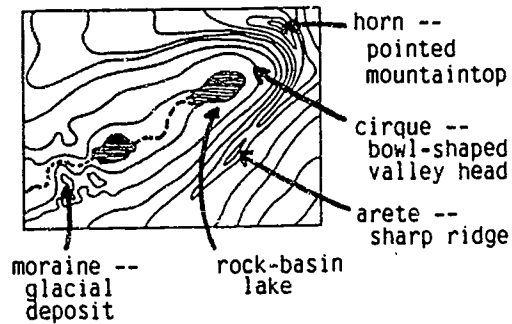 horn --
pointed
mountaintop
cirque --
bowl-shaped
valley head
arete --
sharp ridge
moraine --
glacial
deposit
rock-basin
lake